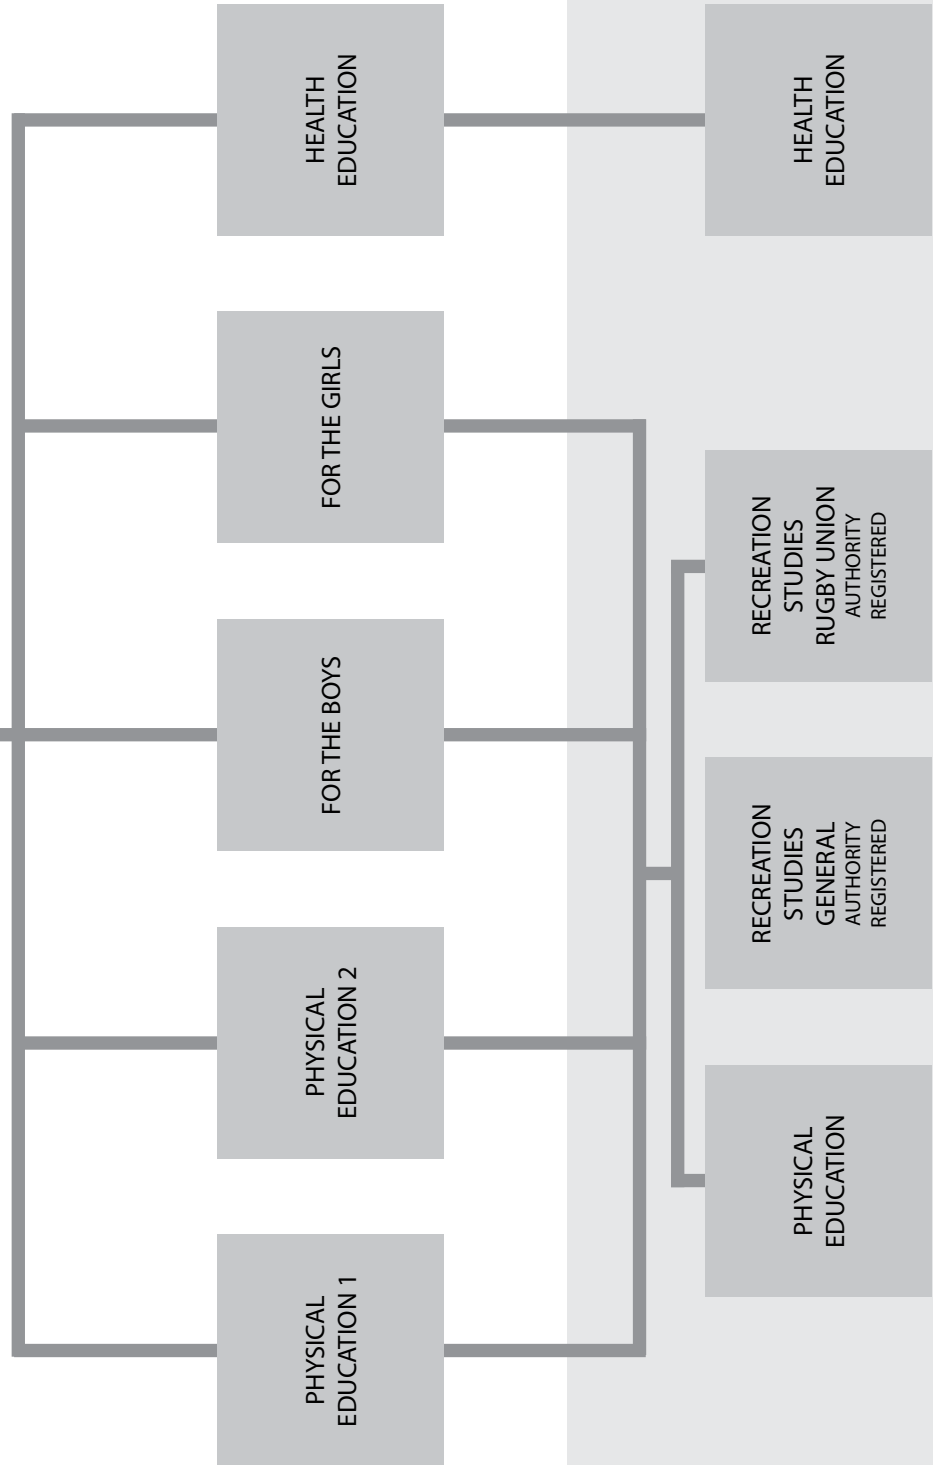 PHYSICAL
EDUCATION 1
PHYSICAL
EDUCATION 2
FOR THE BOYS
FOR THE GIRLS
HEALTH
EDUCATION
PHYSICAL
EDUCATION
RECREATION
STUDIES
GENERAL
AUTHORITY
REGISTERED
RECREATION
STUDIES
RUGBY UNION
AUTHORITY
REGISTERED
HEALTH
EDUCATION